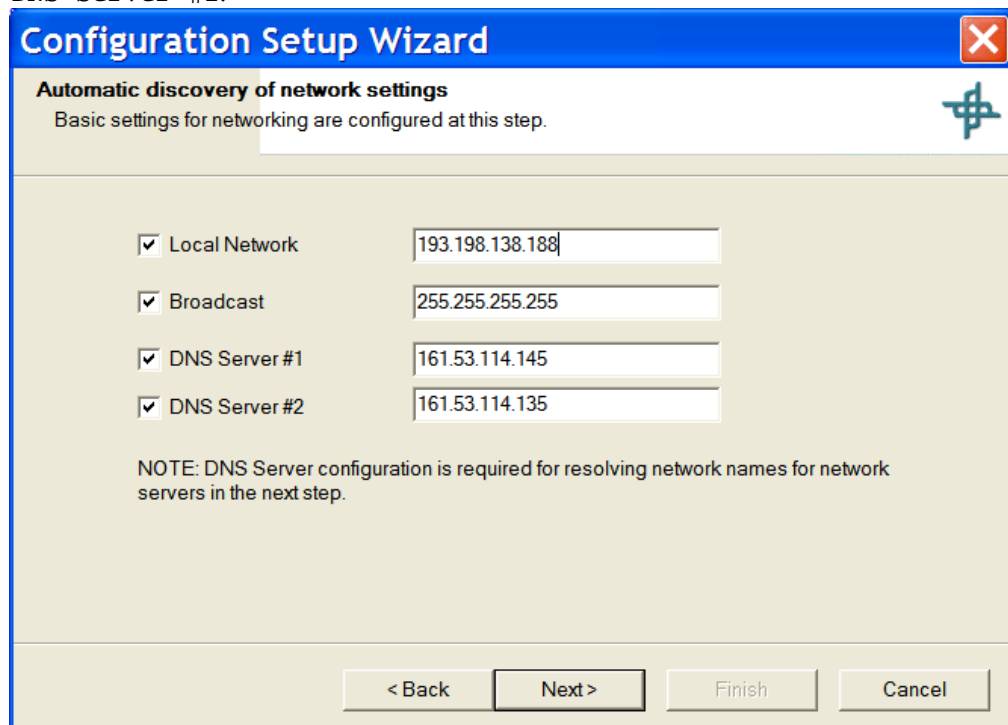 DNS Server #2.
Configuration Setup Wizard
Automatic discovery of network settings
Basic settings for networking are configured at this step.
Local Network 193.198.138.188
Broadcast 255.255.255.255
DNS Server #1 161.53.114.145
DNS Server #2 161.53.114.135
NOTE: DNS Server configuration is required for resolving network names for network
servers in the next step.
< Back Next > Finish Cancel